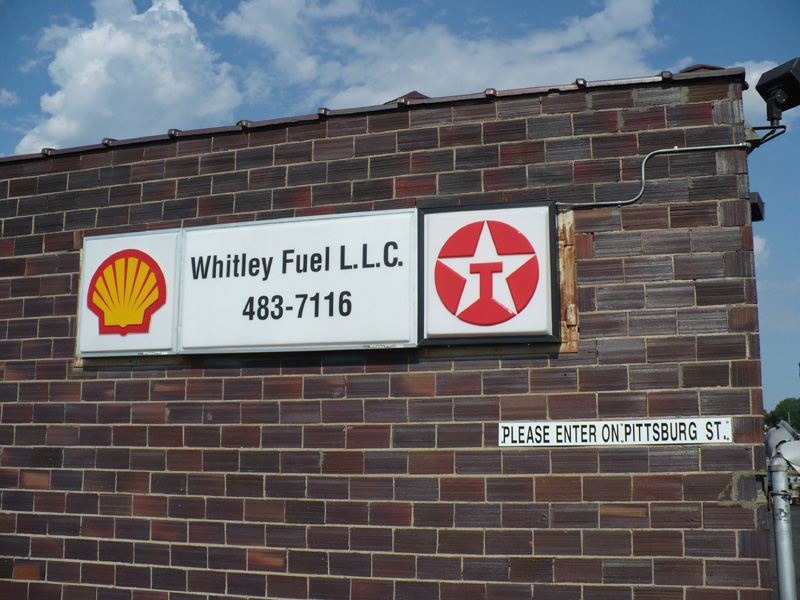 Whitley Fuel L.L.C.
483-7116
T
PLEASE ENTER ON PITTSBURG ST.